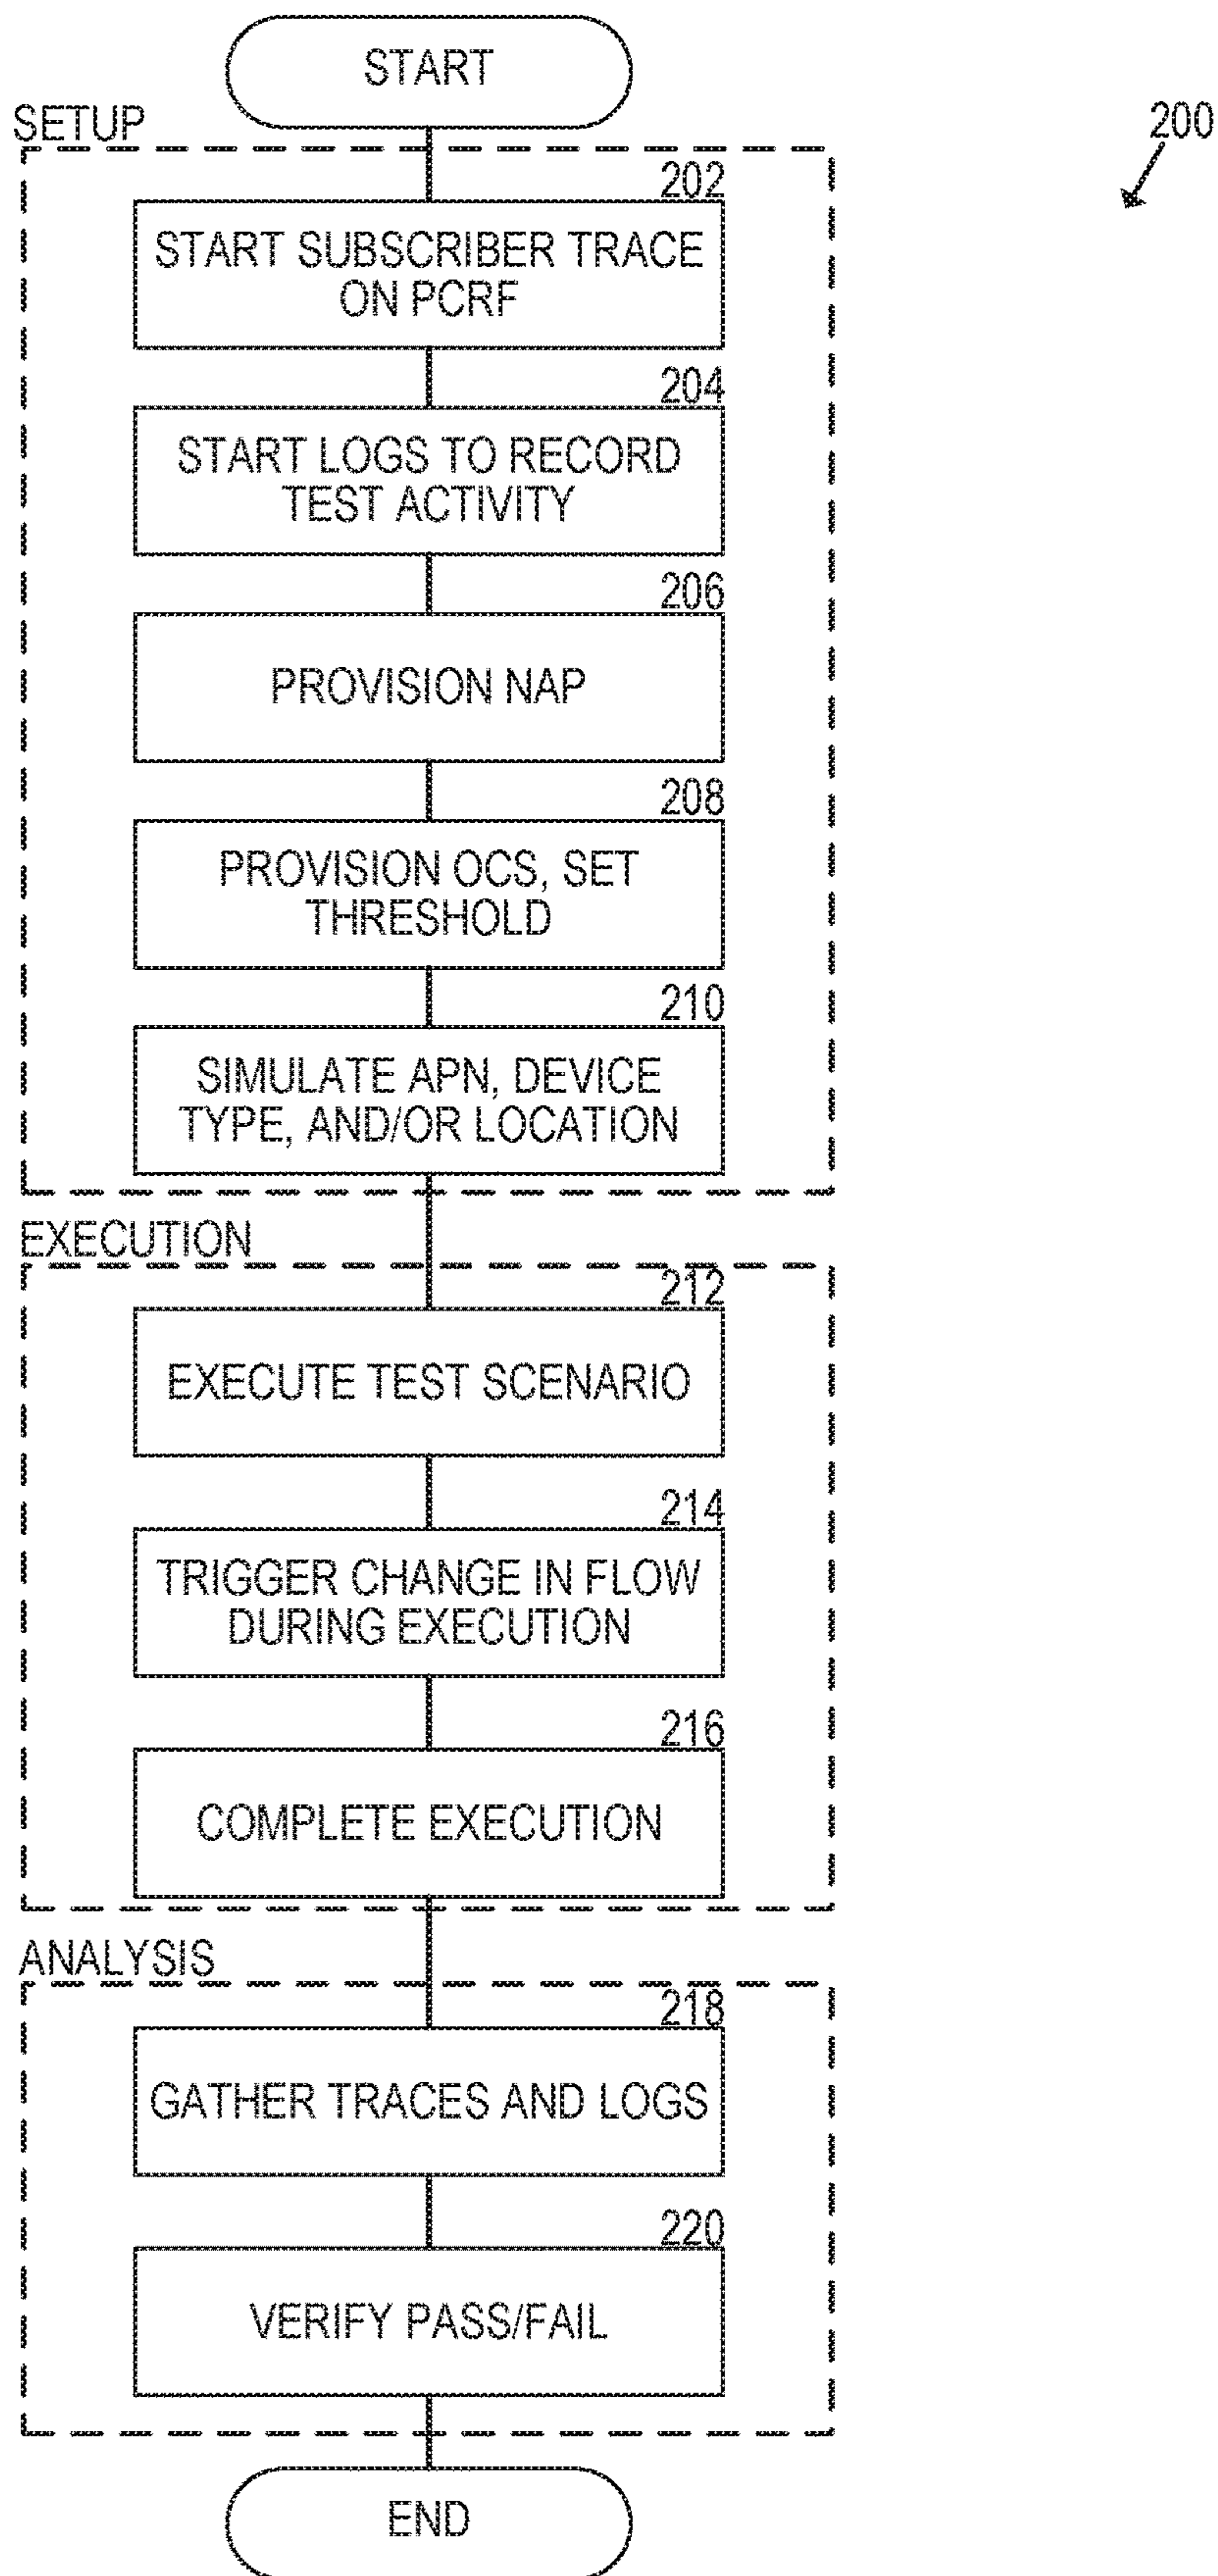 START
SETUP
200
202
START SUBSCRIBER TRACE
ON PCRF
204
START LOGS TO RECORD
TEST ACTIVITY
206
PROVISION NAP
208
PROVISION OCS, SET
THRESHOLD
210
SIMULATE APN, DEVICE
TYPE, AND/OR LOCATION
EXECUTION
212
EXECUTE TEST SCENARIO
214
TRIGGER CHANGE IN FLOW
DURING EXECUTION
216
COMPLETE EXECUTION
ANALYSIS
218
GATHER TRACES AND LOGS
220
VERIFY PASS/FAIL
END